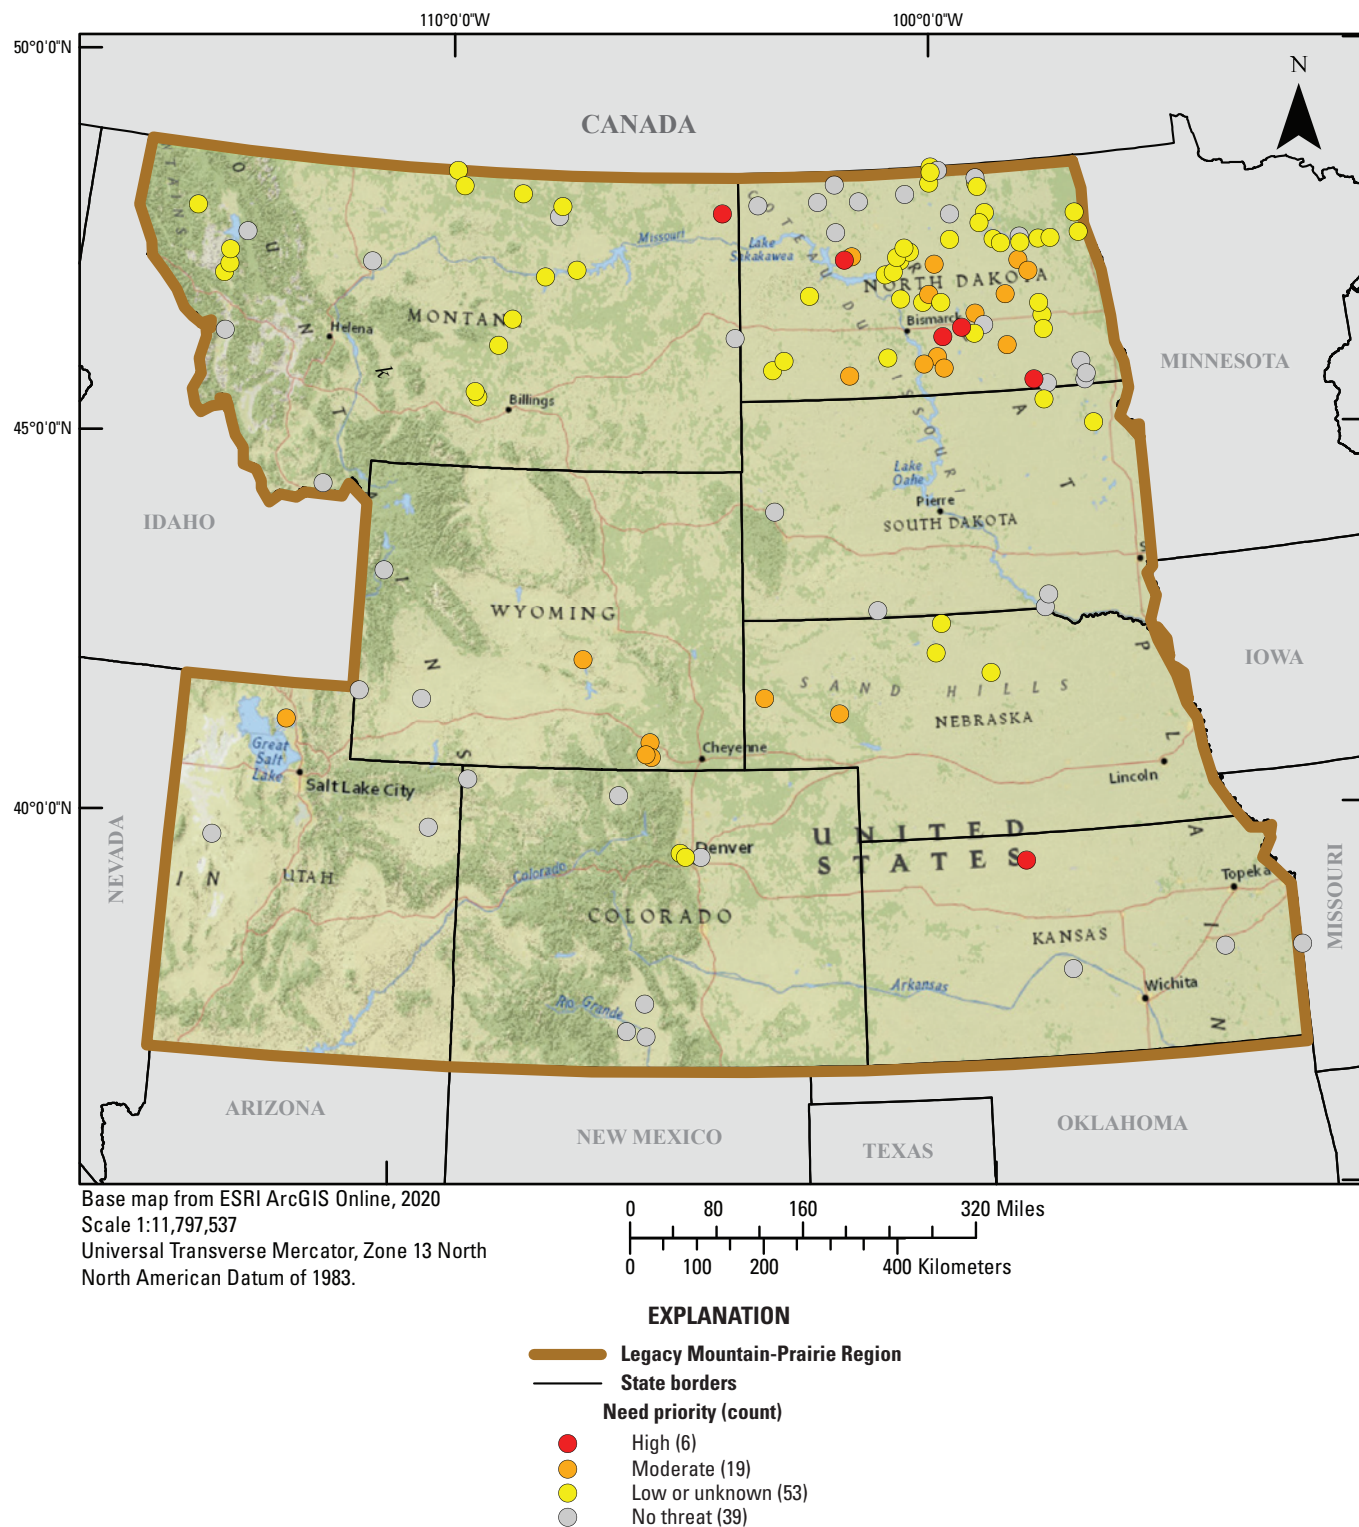 110°0'0"W
100°0'0"W
50°0'0"N
N
CANADA
Missouri
Lake
Sakakawea
COTEAU DU MISSOURI
NORTH DAKOTA
MONTANA
Helena
Bismarck
Billings
MINNESOTA
45°0'0"N
Lake
Oahe
Pierre
SOUTH DAKOTA
IDAHO
S
WYOMING
IOWA
SAND HILLS
NEBRASKA
Great
Salt
Lake
Cheyenne
Salt Lake City
Lincoln
40°0'0"N
NEVADA
UNITED
STATES
Denver
Colorado
IN
UTAH
Topeka
COLORADO
KANSAS
MISSOURI
Arkansas
Wichita
Rio Grande
ARIZONA
NEW MEXICO
TEXAS
OKLAHOMA
Base map from ESRI ArcGIS Online, 2020
Scale 1:11,797,537
Universal Transverse Mercator, Zone 13 North
North American Datum of 1983.
0 80 160 320 Miles
0 100 200 400 Kilometers
EXPLANATION
Legacy Mountain-Prairie Region
State borders
Need priority (count)
High (6)
Moderate (19)
Low or unknown (53)
No threat (39)